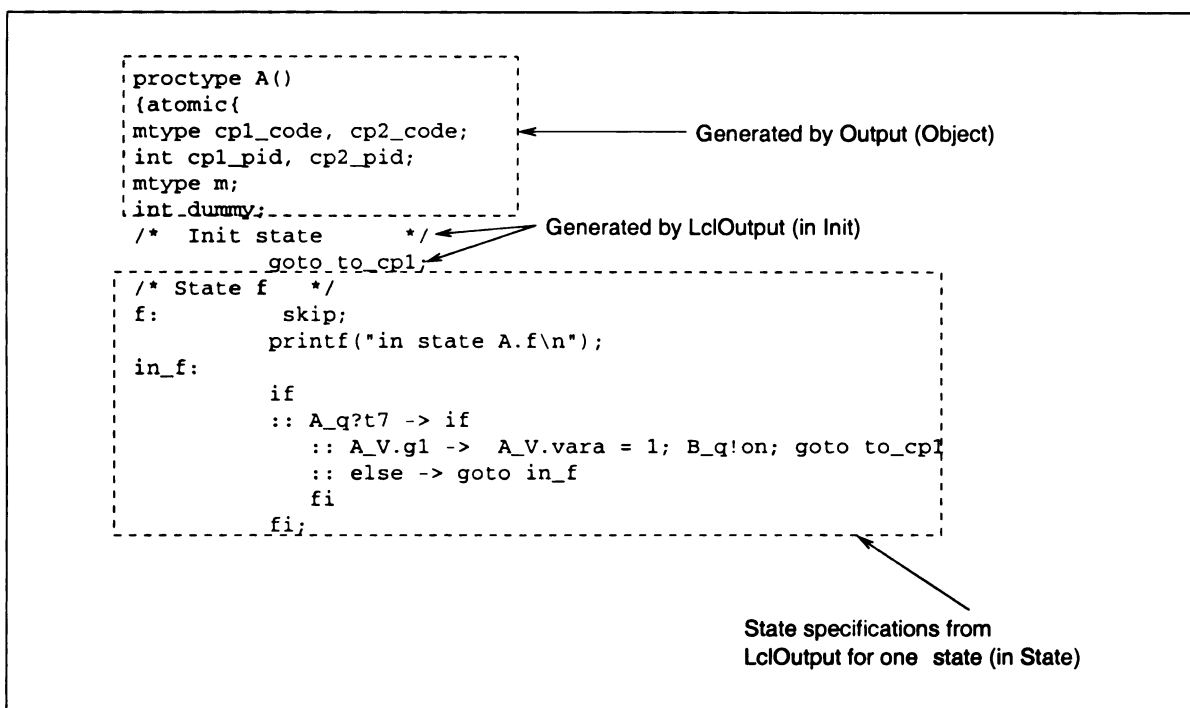 proctype A()
{atomic{
mtype cp1_code, cp2_code;
int cp1_pid, cp2_pid;
mtype m;
int dummy;
Generated by Output (Object)
/*  Init state       */
goto to_cp1;
Generated by LclOutput (in Init)
/* State f   */
f:          skip;
printf("in state A.f\n");
in_f:
if
:: A_q?t7 -> if
:: A_V.g1 ->  A_V.vara = 1; B_q!on; goto to_cp1
:: else -> goto in_f
fi
fi;
State specifications from
LclOutput for one  state (in State)